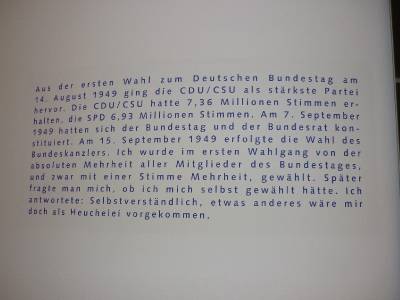 Aus der ersten Wahl zum Deutschen Bundestag am
14. August 1949 ging die CDU/CSU als stärkste Partei
hervor. Die CDU/CSU hatte 7,36 Millionen Stimmen er-
halten, die SPD 6,93 Millionen Stimmen. Am 7. September
1949 hatten sich der Bundestag und der Bundesrat kon-
stituiert. Am 15. September 1949 erfolgte die Wahl des
Bundeskanzlers. Ich wurde im ersten Wahlgang von der
absoluten Mehrheit aller Mitglieder des Bundestages,
und zwar mit einer Stimme Mehrheit, gewählt. Später
fragte man mich, ob ich mich selbst gewählt hätte. Ich
antwortete: Selbstverständlich, etwas anderes wäre mir
doch als Heuchelei vorgekommen.